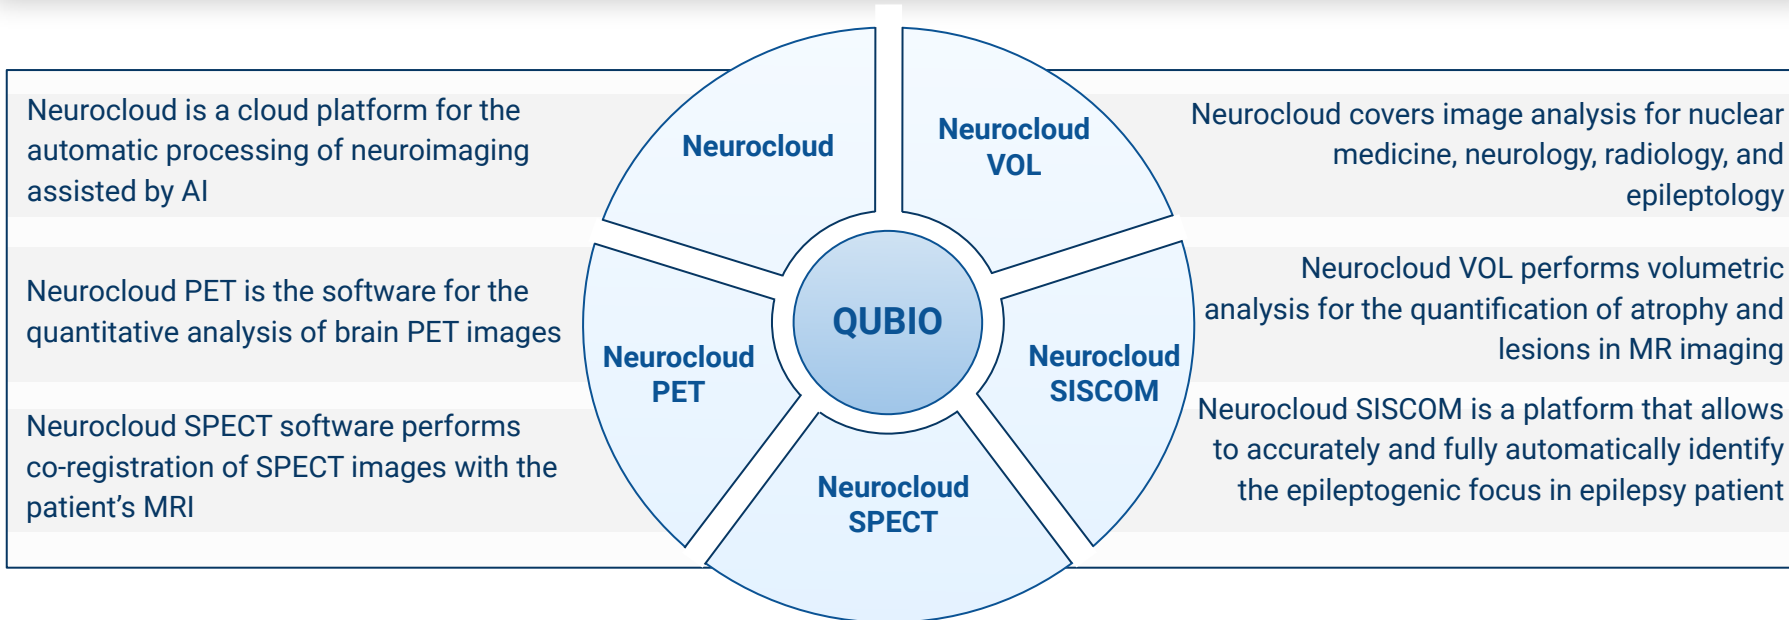 Neurocloud is a cloud platform for the
automatic processing of neuroimaging
assisted by AI
Neurocloud PET is the software for the
quantitative analysis of brain PET images
Neurocloud SPECT software performs
co-registration of SPECT images with the
patient’s MRI
Neurocloud
Neurocloud
VOL
Neurocloud
PET
QUBIO
Neurocloud
SISCOM
Neurocloud
SPECT
Neurocloud covers image analysis for nuclear
medicine, neurology, radiology, and
epileptology
Neurocloud VOL performs volumetric
analysis for the quantification of atrophy and
lesions in MR imaging
Neurocloud SISCOM is a platform that allows
to accurately and fully automatically identify
the epileptogenic focus in epilepsy patient